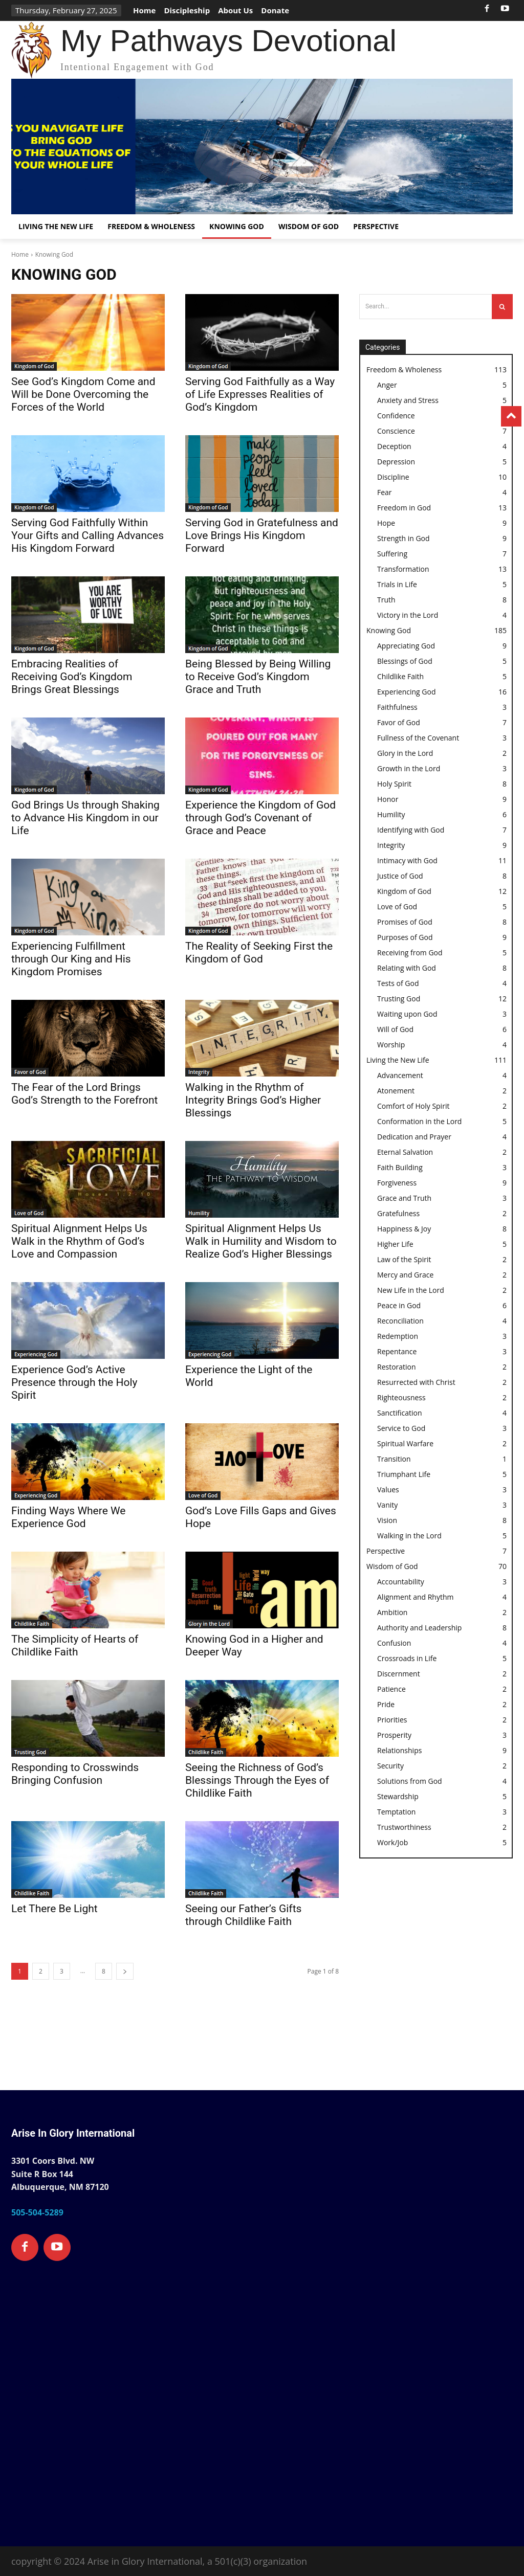 Thursday, February 27, 2025
Home Discipleship About Us Donate
My Pathways Devotional
Intentional Engagement with God
S YOU NAVIGATE LIFE
BRING GOD
TO THE EQUATIONS OF
YOUR WHOLE LIFE
LIVING THE NEW LIFE FREEDOM & WHOLENESS KNOWING GOD WISDOM OF GOD PERSPECTIVE
Home › Knowing God
KNOWING GOD
Kingdom of God
See God’s Kingdom Come and
Will be Done Overcoming the
Forces of the World
Kingdom of God
Serving God Faithfully as a Way
of Life Expresses Realities of
God’s Kingdom
Kingdom of God
Serving God Faithfully Within
Your Gifts and Calling Advances
His Kingdom Forward
make
people
feel
loved
today
Kingdom of God
Serving God in Gratefulness and
Love Brings His Kingdom
Forward
YOU ARE
WORTHY
OF LOVE
Kingdom of God
Embracing Realities of
Receiving God’s Kingdom
Brings Great Blessings
not eating and drinking,
but righteousness and
peace and joy in the Holy
Spirit. For he who serves
Christ in these things is
acceptable to God and
Kingdom of God
Being Blessed by Being Willing
to Receive God’s Kingdom
Grace and Truth
Kingdom of God
God Brings Us through Shaking
to Advance His Kingdom in our
Life
COVENANT, WHICH IS
POURED OUT FOR MANY
FOR THE FORGIVENESS OF
SINS.
MATTHEW 26:28
Kingdom of God
Experience the Kingdom of God
through God’s Covenant of
Grace and Peace
King
King
Kingdom of God
Experiencing Fulfillment
through Our King and His
Kingdom Promises
Father knows that you
33 “But seek first the kingdom of
God and His righteousness, and all
these things shall be added to you.
34 Therefore do not worry about
tomorrow, for tomorrow will worry
Kingdom of God
The Reality of Seeking First the
Kingdom of God
Favor of God
The Fear of the Lord Brings
God’s Strength to the Forefront
INTEGRITY
Integrity
Walking in the Rhythm of
Integrity Brings God’s Higher
Blessings
SACRIFICIAL
LOVE
Love of God
Spiritual Alignment Helps Us
Walk in the Rhythm of God’s
Love and Compassion
Humility
The Pathway to Wisdom
Humility
Spiritual Alignment Helps Us
Walk in Humility and Wisdom to
Realize God’s Higher Blessings
Experiencing God
Experience God’s Active
Presence through the Holy
Spirit
Experiencing God
Experience the Light of the
World
Experiencing God
Finding Ways Where We
Experience God
LOVE
Love of God
God’s Love Fills Gaps and Gives
Hope
Childlike Faith
The Simplicity of Hearts of
Childlike Faith
I am
Glory in the Lord
Knowing God in a Higher and
Deeper Way
Trusting God
Responding to Crosswinds
Bringing Confusion
Childlike Faith
Seeing the Richness of God’s
Blessings Through the Eyes of
Childlike Faith
Childlike Faith
Let There Be Light
Childlike Faith
Seeing our Father’s Gifts
through Childlike Faith
1 2 3 ... 8
Page 1 of 8
Search...
Categories
Freedom & Wholeness 113
Anger 5
Anxiety and Stress 5
Confidence
Conscience 7
Deception 4
Depression 5
Discipline 10
Fear 4
Freedom in God 13
Hope 9
Strength in God 9
Suffering 7
Transformation 13
Trials in Life 5
Truth 8
Victory in the Lord 4
Knowing God 185
Appreciating God 9
Blessings of God 5
Childlike Faith 5
Experiencing God 16
Faithfulness 3
Favor of God 7
Fullness of the Covenant 3
Glory in the Lord 2
Growth in the Lord 3
Holy Spirit 8
Honor 9
Humility 6
Identifying with God 7
Integrity 9
Intimacy with God 11
Justice of God 8
Kingdom of God 12
Love of God 5
Promises of God 8
Purposes of God 9
Receiving from God 5
Relating with God 8
Tests of God 4
Trusting God 12
Waiting upon God 3
Will of God 6
Worship 4
Living the New Life 111
Advancement 4
Atonement 2
Comfort of Holy Spirit 2
Conformation in the Lord 5
Dedication and Prayer 4
Eternal Salvation 2
Faith Building 3
Forgiveness 9
Grace and Truth 3
Gratefulness 2
Happiness & Joy 8
Higher Life 5
Law of the Spirit 2
Mercy and Grace 2
New Life in the Lord 2
Peace in God 6
Reconciliation 4
Redemption 3
Repentance 3
Restoration 2
Resurrected with Christ 2
Righteousness 2
Sanctification 4
Service to God 3
Spiritual Warfare 2
Transition 1
Triumphant Life 5
Values 3
Vanity 3
Vision 8
Walking in the Lord 5
Perspective 7
Wisdom of God 70
Accountability 3
Alignment and Rhythm 4
Ambition 2
Authority and Leadership 8
Confusion 4
Crossroads in Life 5
Discernment 2
Patience 2
Pride 2
Priorities 2
Prosperity 3
Relationships 9
Security 2
Solutions from God 4
Stewardship 5
Temptation 3
Trustworthiness 2
Work/Job 5
Arise In Glory International
3301 Coors Blvd. NW
Suite R Box 144
Albuquerque, NM 87120
505-504-5289
copyright © 2024 Arise in Glory International, a 501(c)(3) organization